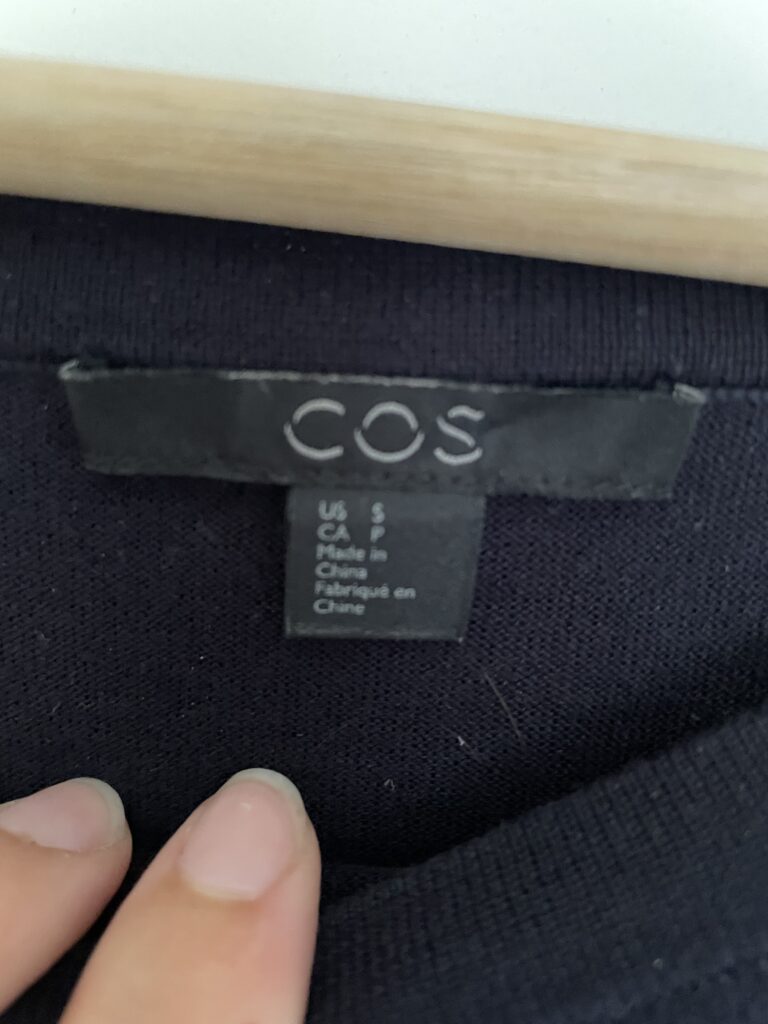 COS
US S
CA P
Made in
China
Fabriqué en
Chine